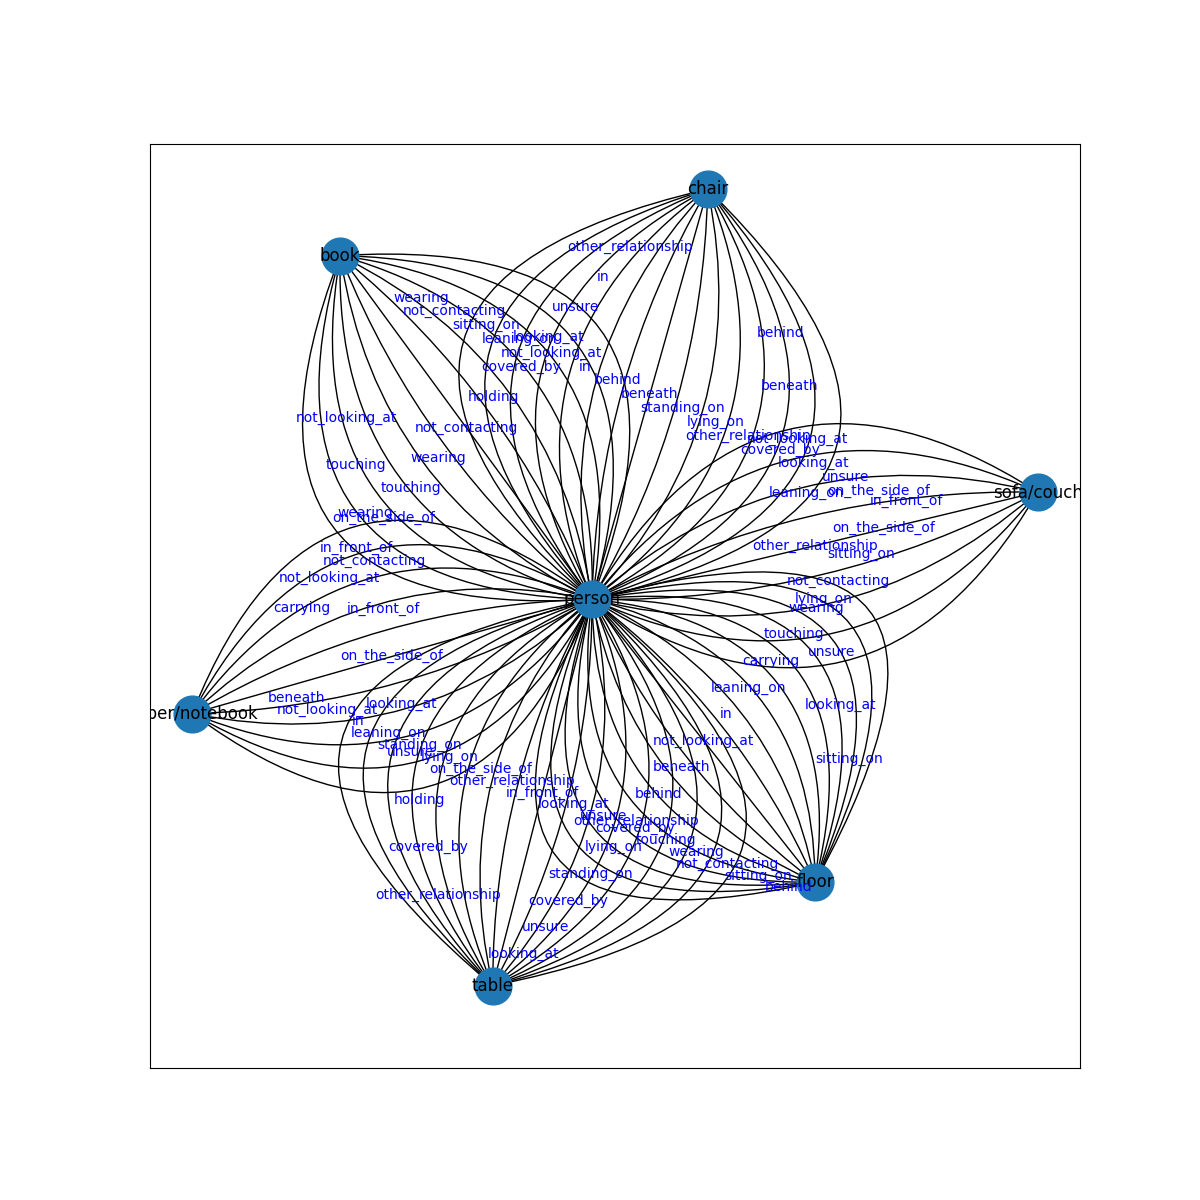 chair
other_relationship
book
in
wearing
unsure
not_contacting
sitting_on
behind
leaning_on
looking_at
not_looking_at
covered_by
in
behind
beneath
holding
beneath
standing_on
not_looking_at
lying_on
not_contacting
other_relationship
not_looking_at
covered_by
wearing
looking_at
touching
unsure
touching
leaning_on
on_the_side_of
sofa/couch
in_front_of
wearing
on_the_side_of
on_the_side_of
in_front_of
other_relationship
sitting_on
not_contacting
not_looking_at
not_contacting
person
lying_on
carrying
in_front_of
wearing
touching
on_the_side_of
unsure
carrying
leaning_on
beneath
looking_at
looking_at
per/notebook
not_looking_at
in
in
leaning_on
standing_on
not_looking_at
unsure
lying_on
sitting_on
on_the_side_of
beneath
other_relationship
in_front_of
behind
holding
looking_at
unsure
other_relationship
covered_by
touching
covered_by
lying_on
wearing
not_contacting
standing_on
sitting_on
floor
behind
other_relationship
covered_by
unsure
looking_at
table